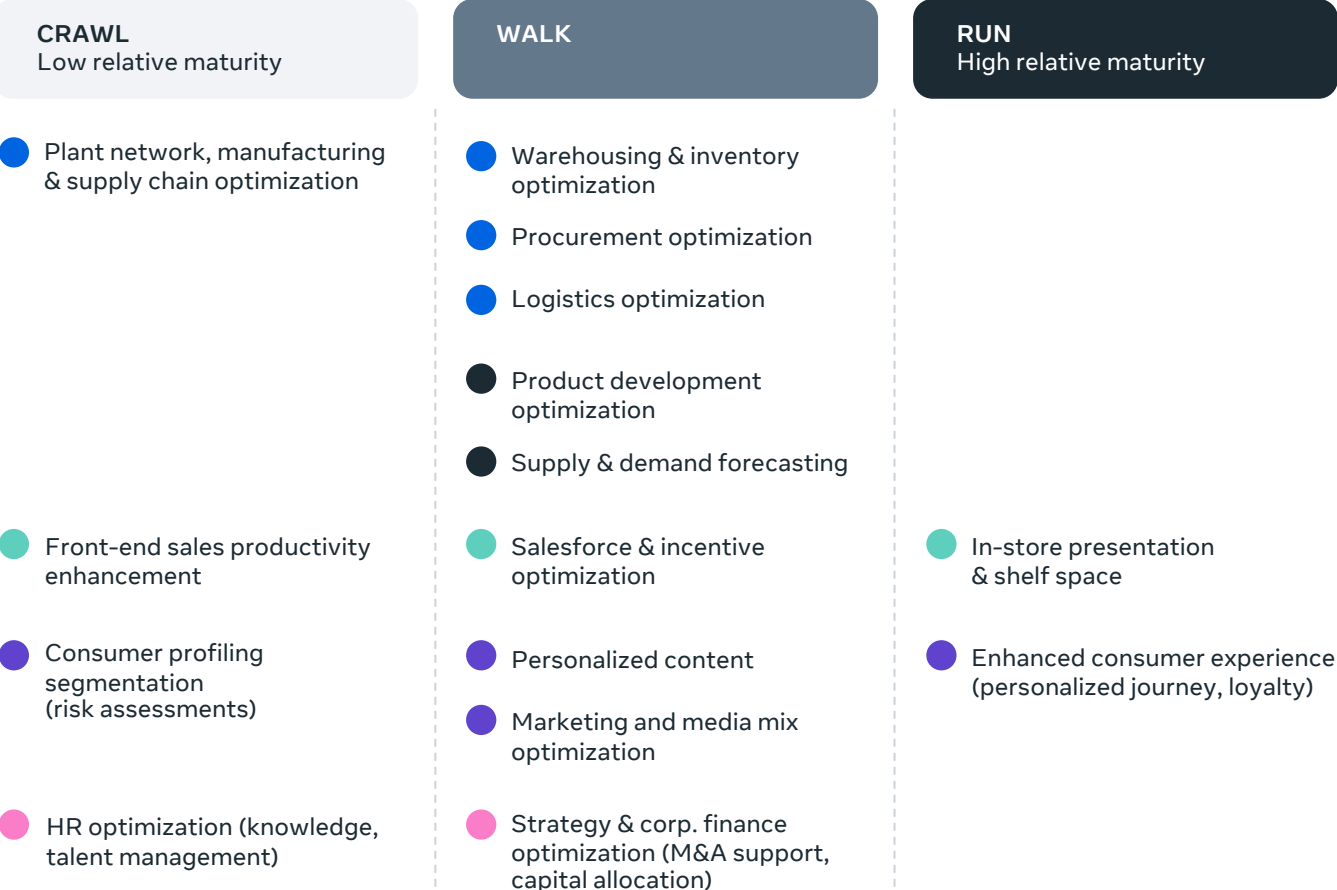 CRAWL
Low relative maturity
WALK
RUN
High relative maturity
Plant network, manufacturing
& supply chain optimization
Warehousing & inventory
optimization
Procurement optimization
Logistics optimization
Product development
optimization
Supply & demand forecasting
Front-end sales productivity
enhancement
Salesforce & incentive
optimization
In-store presentation
& shelf space
Consumer profiling
segmentation
(risk assessments)
Personalized content
Marketing and media mix
optimization
Enhanced consumer experience
(personalized journey, loyalty)
HR optimization (knowledge,
talent management)
Strategy & corp. finance
optimization (M&A support,
capital allocation)